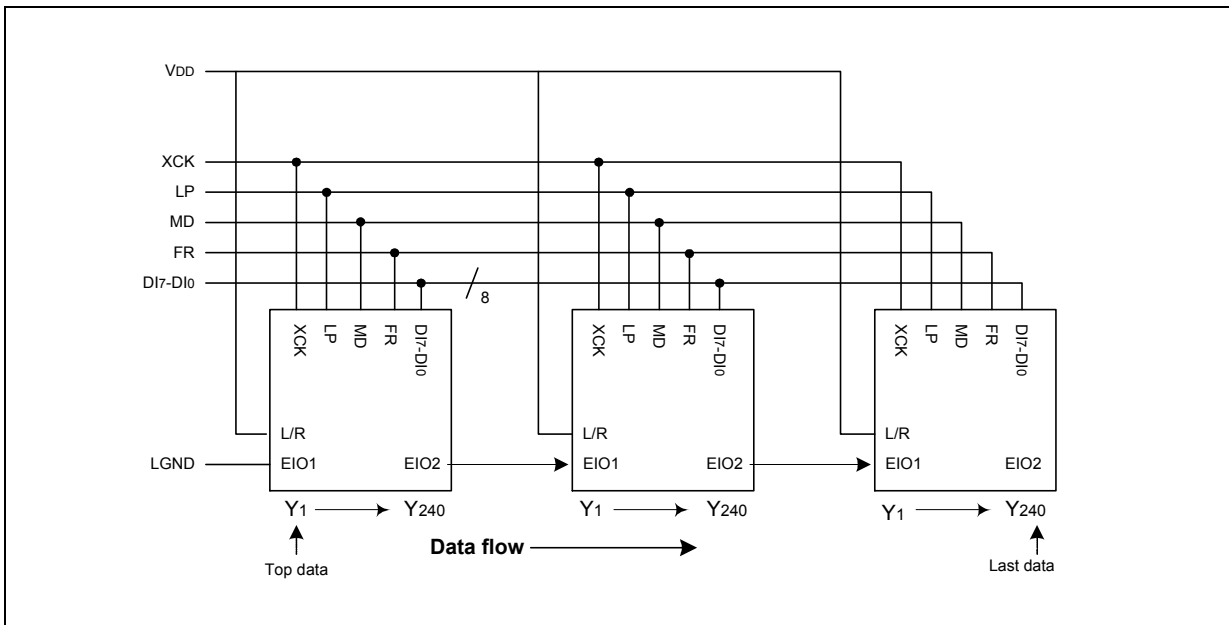 VDD
XCK
LP
MD
FR
DI7-DI0
8
XCK LP MD FR DI7-DI0
XCK LP MD FR DI7-DI0
XCK LP MD FR DI7-DI0
L/R
L/R
L/R
LGND
EIO1 EIO2
EIO1 EIO2
EIO1 EIO2
Y1 Y240
Y1 Y240
Y1 Y240
Data flow
Top data
Last data